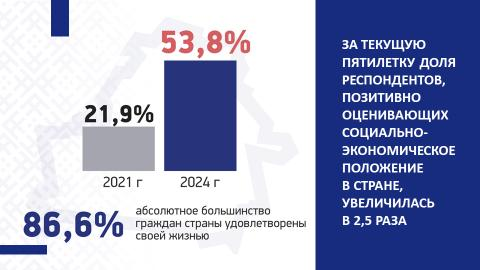 53,8%
21,9%
2021 г
2024 г
86,6%
абсолютное большинство
граждан страны удовлетворены
своей жизнью
ЗА ТЕКУЩУЮ
ПЯТИЛЕТКУ ДОЛЯ
РЕСПОНДЕНТОВ,
ПОЗИТИВНО
ОЦЕНИВАЮЩИХ
СОЦИАЛЬНО-
ЭКОНОМИЧЕСКОЕ
ПОЛОЖЕНИЕ
В СТРАНЕ,
УВЕЛИЧИЛАСЬ
В 2,5 РАЗА